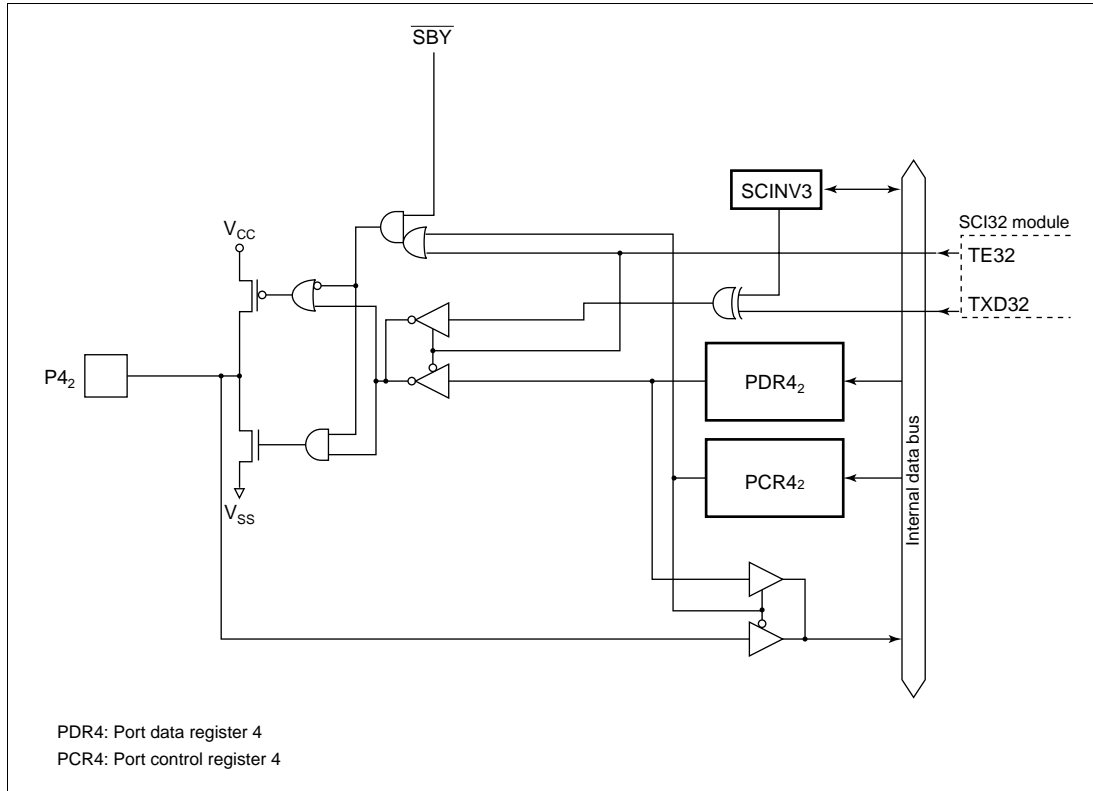 SBY
SCINV3
SCI32 module
VCC
TE32
TXD32
P42
PDR42
PCR42
VSS
Internal data bus
PDR4: Port data register 4
PCR4: Port control register 4